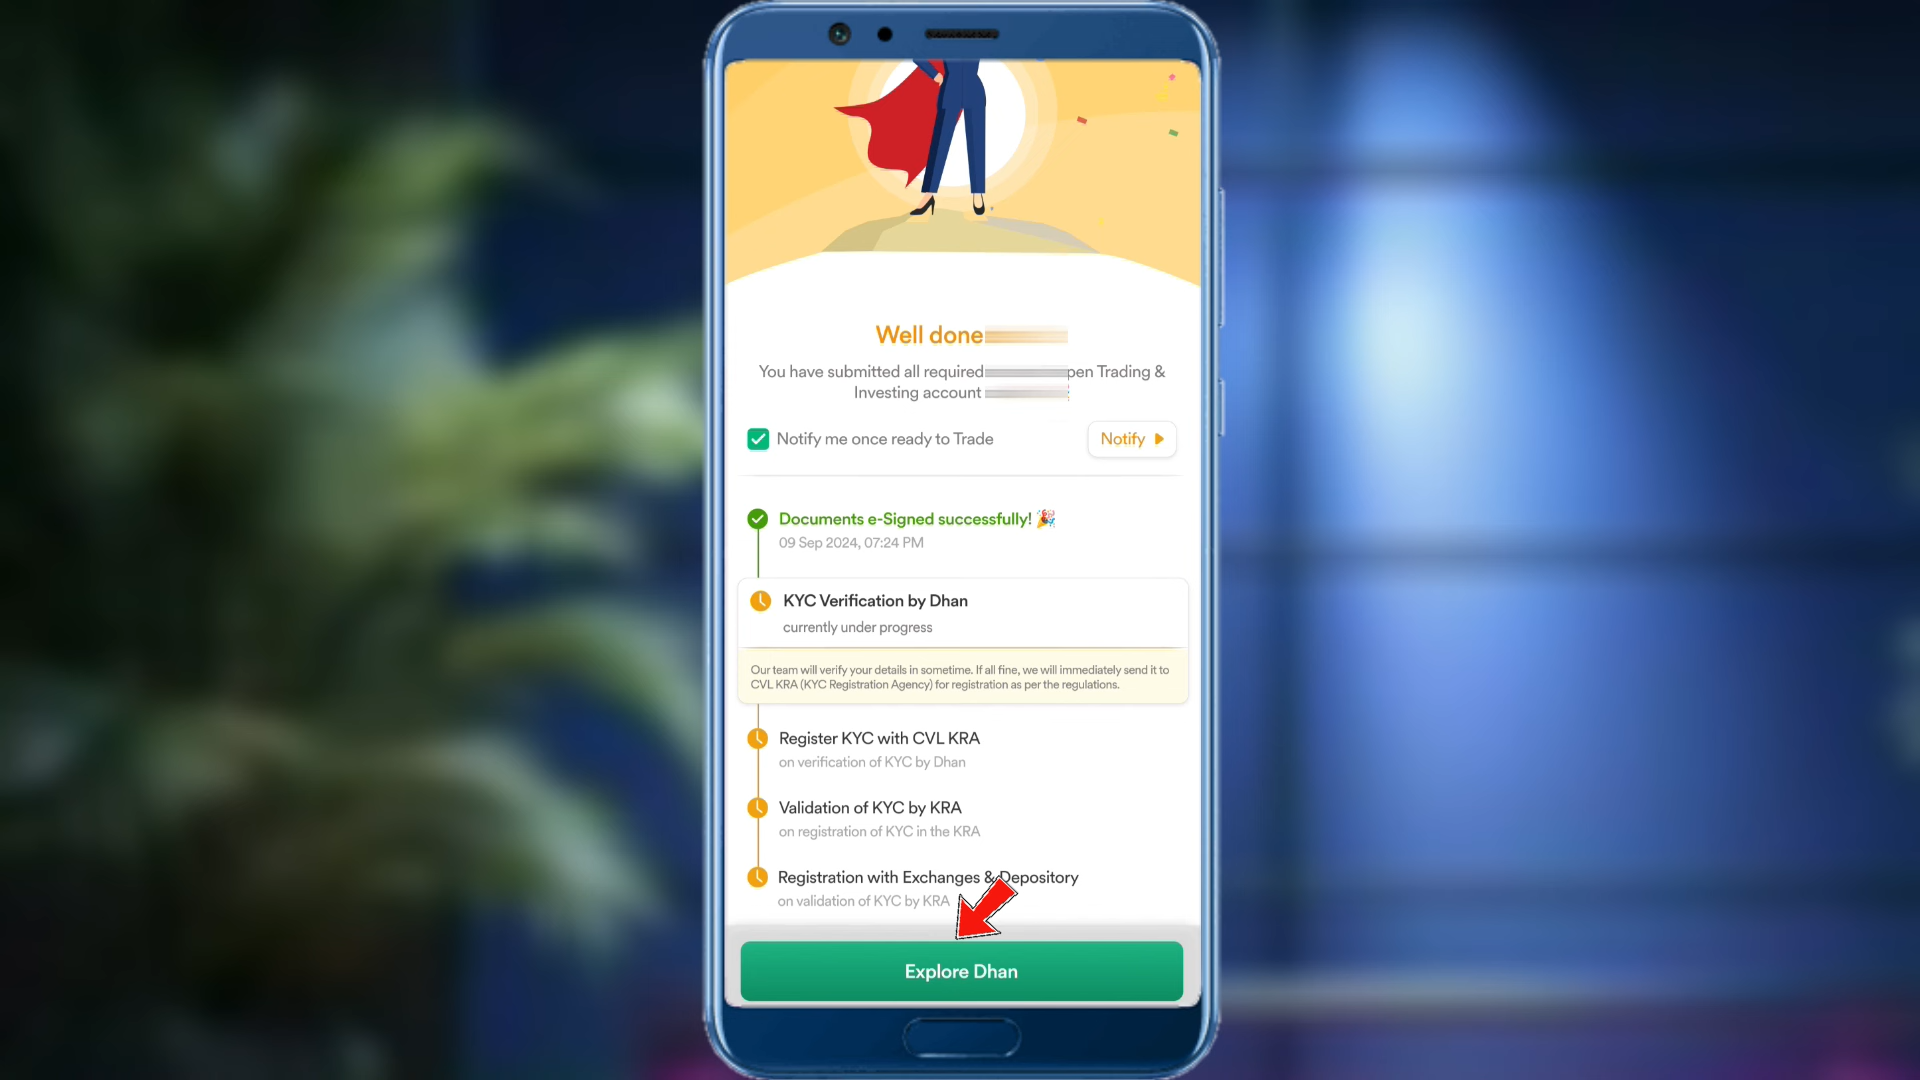 Well done
You have submitted all required pen Trading &
Investing account
Notify me once ready to Trade
Notify
Documents e-Signed successfully! 🎉
09 Sep 2024, 07:24 PM
KYC Verification by Dhan
currently under progress
Our team will verify your details in sometime. If all fine, we will immediately send it to
CVL KRA (KYC Registration Agency) for registration as per the regulations.
Register KYC with CVL KRA
on verification of KYC by Dhan
Validation of KYC by KRA
on registration of KYC in the KRA
Registration with Exchanges & Depository
on validation of KYC by KRA
Explore Dhan